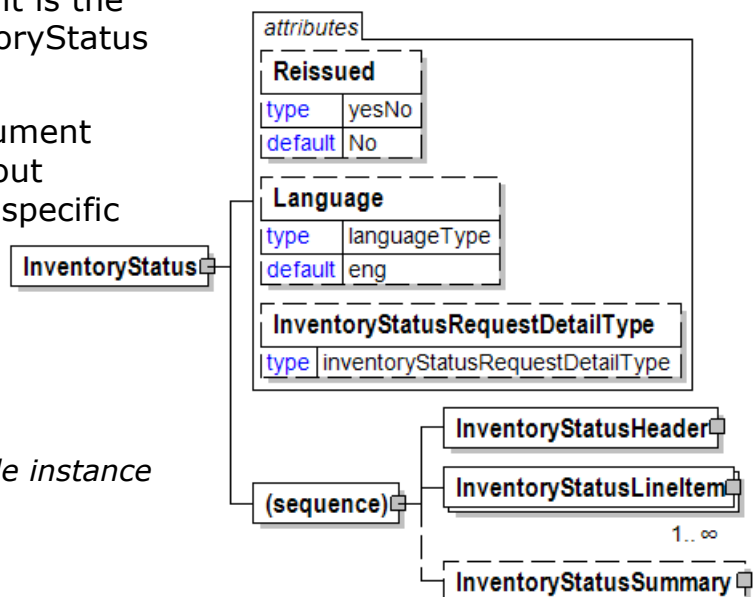 nt is the
oryStatus
ument
out
specific
le instance
attributes
Reissued
type yesNo
default No
Language
type languageType
default eng
InventoryStatusRequestDetailType
type inventoryStatusRequestDetailType
InventoryStatus
(sequence)
InventoryStatusHeader
InventoryStatusLineItem
1.. ∞
InventoryStatusSummary